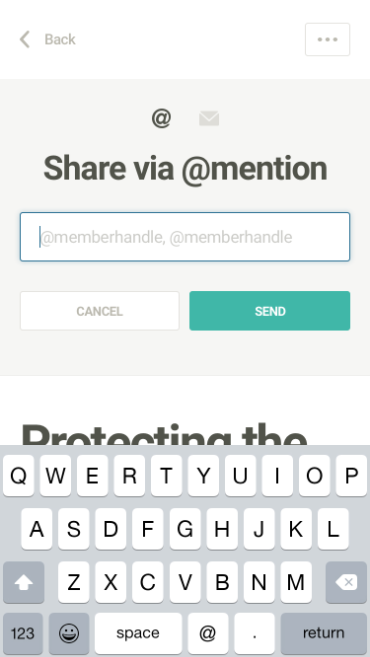 Back
@
Share via @mention
@memberhandle, @memberhandle
CANCEL SEND
Protecting the
Q W E R T Y U I O P
A S D F G H J K L
Z X C V B N M
123 space @ . return